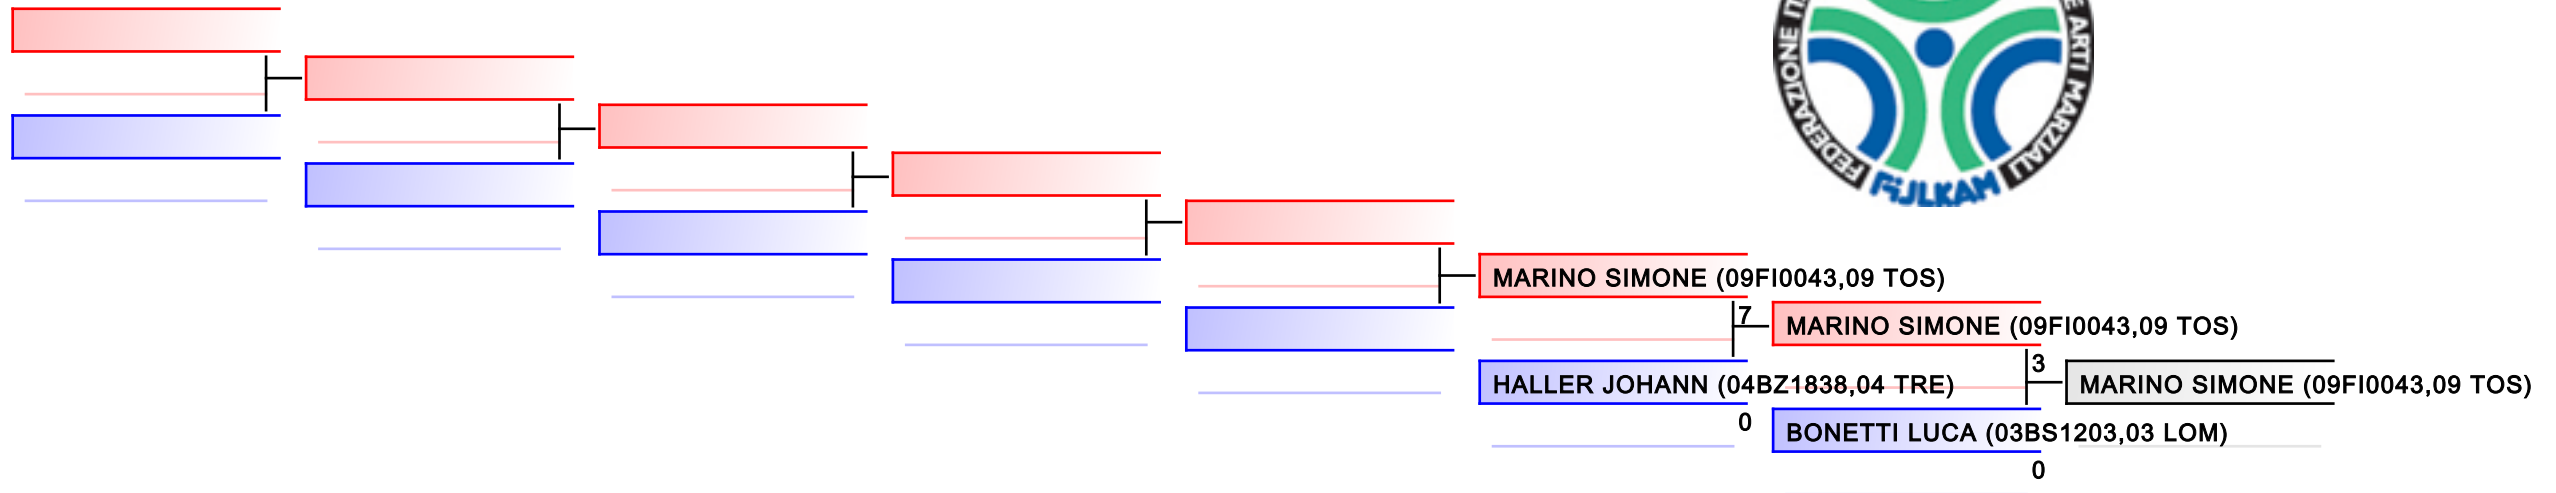 FEDERAZIONE IT
E ARTI MARZIALI
FIJLKAM
MARINO SIMONE (09FI0043,09 TOS)
7
MARINO SIMONE (09FI0043,09 TOS)
3
HALLER JOHANN (04BZ1838,04 TRE)
MARINO SIMONE (09FI0043,09 TOS)
0
BONETTI LUCA (03BS1203,03 LOM)
0